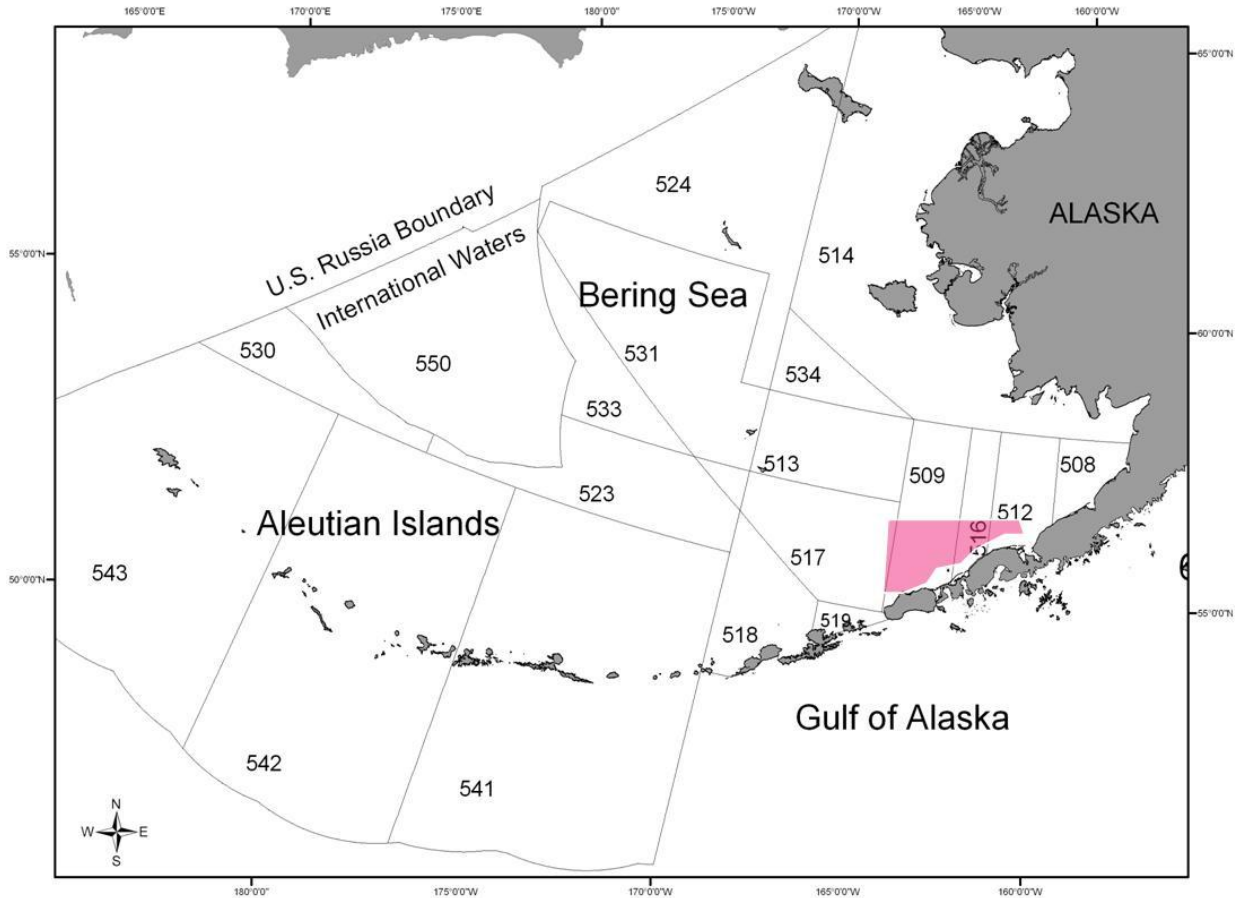 165°0'0"E
170°0'0"E
175°0'0"E
180°0'0"
175°0'0"W
170°0'0"W
165°0'0"W
160°0'0"W
65°0'0"N
524
ALASKA
U.S. Russia Boundary
International Waters
514
55°0'0"N
Bering Sea
60°0'0"N
530
550
531
534
533
513
509
508
523
Aleutian Islands
512
516
517
543
50°0'0"N
55°0'0"N
518
519
Gulf of Alaska
542
541
N
W
E
S
180°0'0"
175°0'0"W
170°0'0"W
165°0'0"W
160°0'0"W